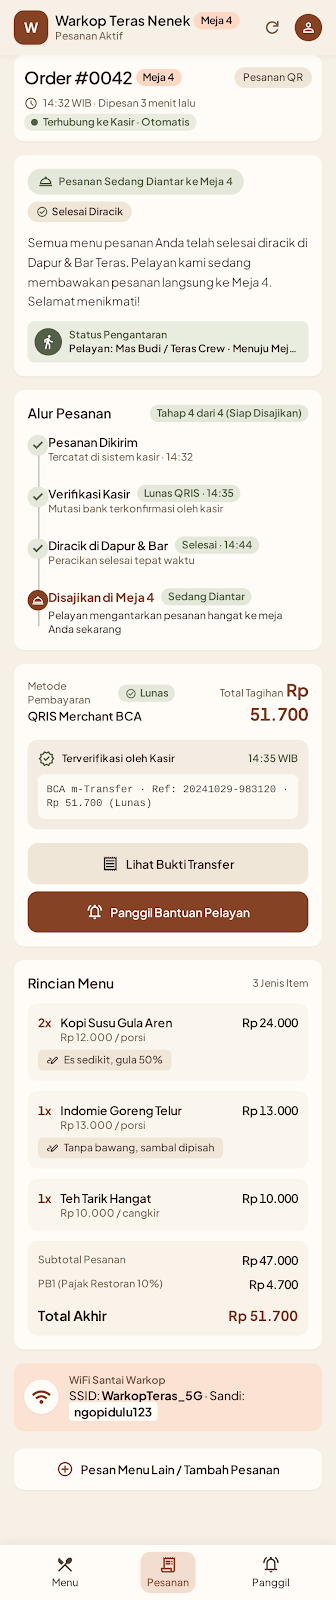 W
Warkop Teras Nenek Meja 4
Pesanan Aktif
Order #0042 Meja 4 Pesanan QR
14:32 WIB · Dipesan 3 menit lalu
Terhubung ke Kasir · Otomatis
Pesanan Sedang Diantar ke Meja 4
Selesai Diracik
Semua menu pesanan Anda telah selesai diracik di
Dapur & Bar Teras. Pelayan kami sedang
membawakan pesanan langsung ke Meja 4.
Selamat menikmati!
Status Pengantaran
Pelayan: Mas Budi / Teras Crew · Menuju Mej...
Alur Pesanan Tahap 4 dari 4 (Siap Disajikan)
Pesanan Dikirim
Tercatat di sistem kasir · 14:32
Verifikasi Kasir Lunas QRIS · 14:35
Mutasi bank terkonfirmasi oleh kasir
Diracik di Dapur & Bar Selesai · 14:44
Peracikan selesai tepat waktu
Disajikan di Meja 4 Sedang Diantar
Pelayan mengantarkan pesanan hangat ke meja
Anda sekarang
Metode
Pembayaran
QRIS Merchant BCA
Lunas
Total Tagihan Rp
51.700
Terverifikasi oleh Kasir 14:35 WIB
BCA m-Transfer · Ref: 20241029-983120 ·
Rp 51.700 (Lunas)
Lihat Bukti Transfer
Panggil Bantuan Pelayan
Rincian Menu 3 Jenis Item
2x Kopi Susu Gula Aren Rp 24.000
Rp 12.000 / porsi
Es sedikit, gula 50%
1x Indomie Goreng Telur Rp 13.000
Rp 13.000 / porsi
Tanpa bawang, sambal dipisah
1x Teh Tarik Hangat Rp 10.000
Rp 10.000 / cangkir
Subtotal Pesanan Rp 47.000
PB1 (Pajak Restoran 10%) Rp 4.700
Total Akhir Rp 51.700
WiFi Santai Warkop
SSID: WarkopTeras_5G · Sandi:
ngopidulu123
Pesan Menu Lain / Tambah Pesanan
Menu Pesanan Panggil